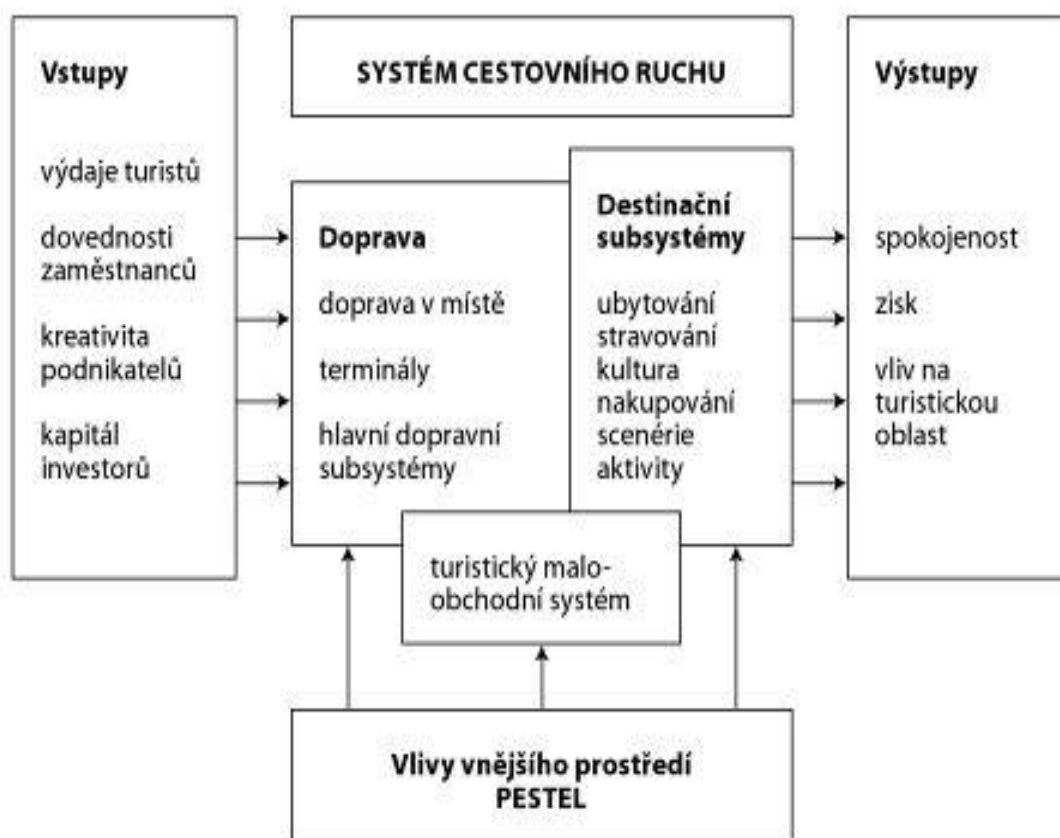 Vstupy
výdaje turistů
dovednosti
zaměstnanců
kreativita
podnikatelů
kapitál
investorů
SYSTÉM CESTOVNÍHO RUCHU
Doprava
doprava v místě
terminály
hlavní dopravní
subsystémy
Destinační
subsystémy
ubytování
stravování
kultura
nakupování
scenérie
aktivity
turistický malo-
obchodní systém
Výstupy
spokojenost
zisk
vliv na
turistickou
oblast
Vlivy vnějšího prostředí
PESTEL